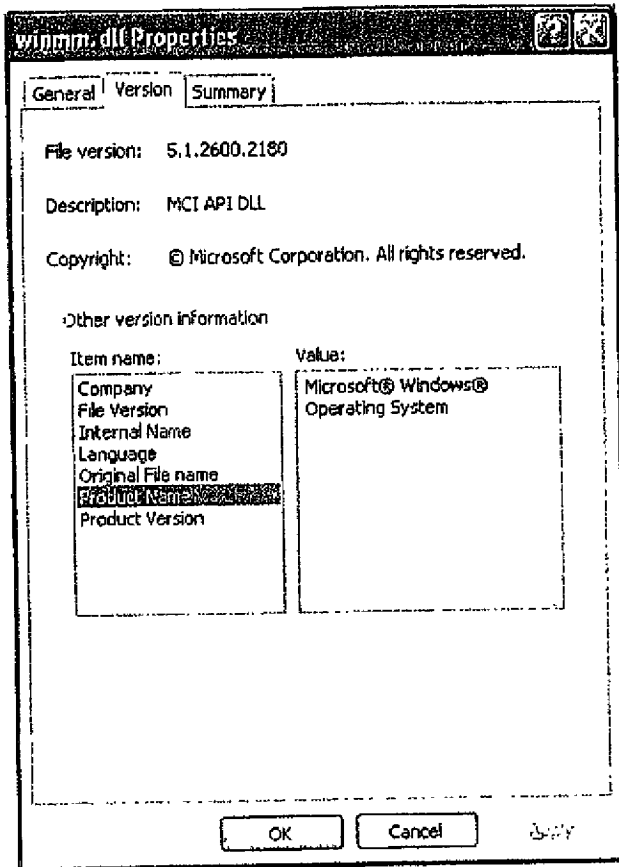 winmm.dll Properties
General Version Summary
File version: 5.1.2600.2180
Description: MCI API DLL
Copyright: © Microsoft Corporation. All rights reserved.
Other version information
Item name: Value:
Company
File Version
Internal Name
Language
Original File name
Product Name
Product Version
Microsoft® Windows®
Operating System
OK Cancel Apply